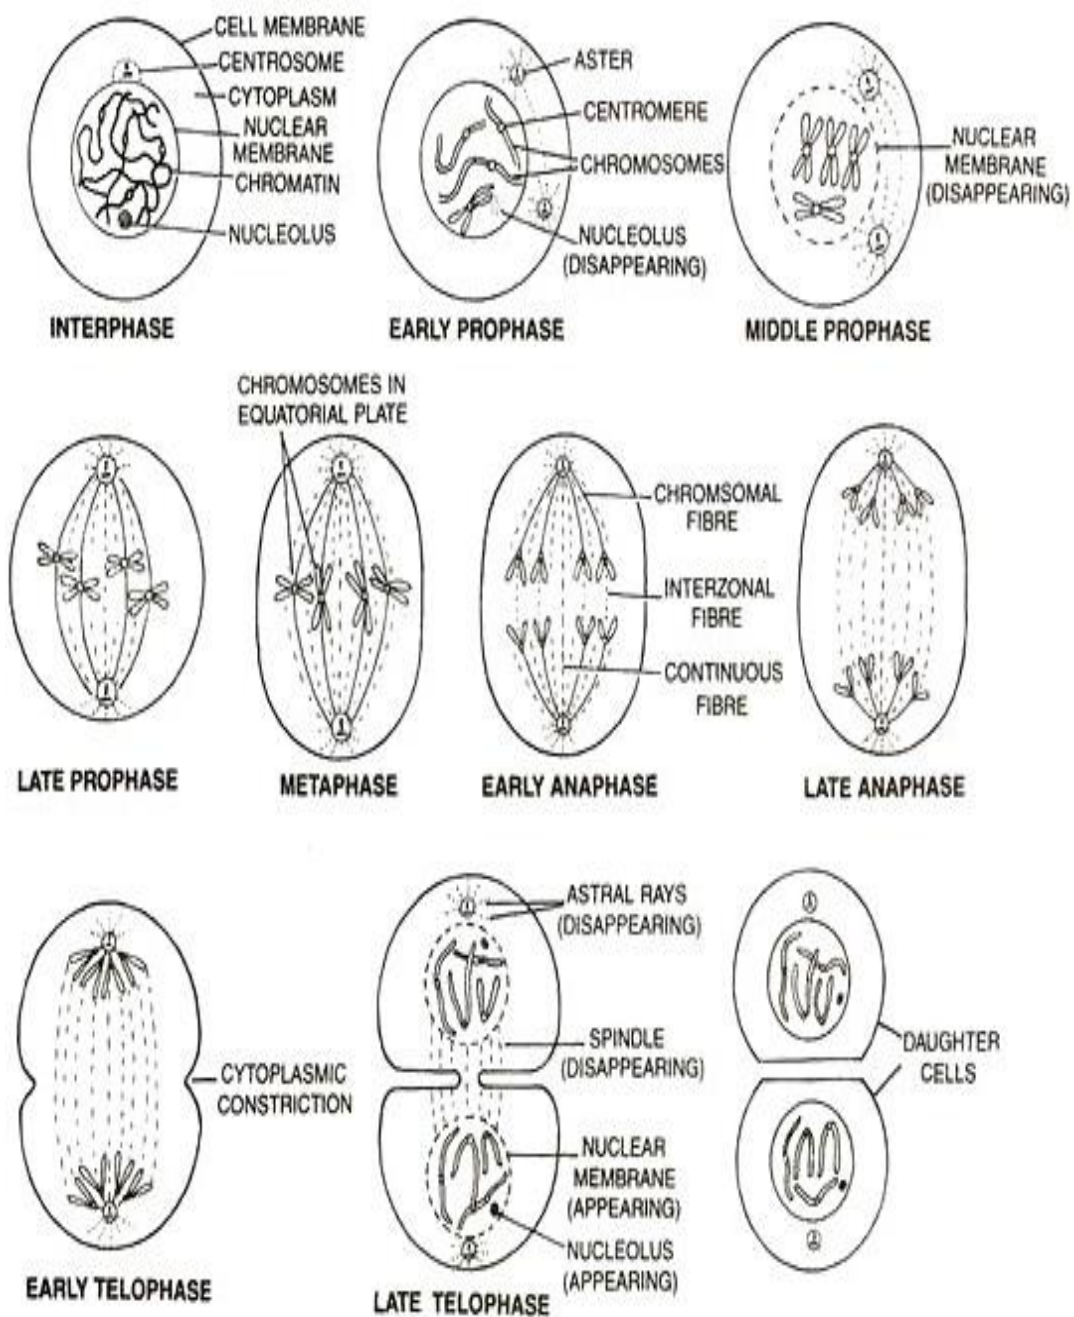 CELL MEMBRANE
CENTROSOME
CYTOPLASM
NUCLEAR
MEMBRANE
CHROMATIN
NUCLEOLUS
INTERPHASE
ASTER
CENTROMERE
CHROMOSOMES
NUCLEOLUS
(DISAPPEARING)
EARLY PROPHASE
NUCLEAR
MEMBRANE
(DISAPPEARING)
MIDDLE PROPHASE
LATE PROPHASE
CHROMOSOMES IN
EQUATORIAL PLATE
METAPHASE
CHROMSOMAL
FIBRE
INTERZONAL
FIBRE
CONTINUOUS
FIBRE
EARLY ANAPHASE
LATE ANAPHASE
CYTOPLASMIC
CONSTRICTION
EARLY TELOPHASE
ASTRAL RAYS
(DISAPPEARING)
SPINDLE
(DISAPPEARING)
NUCLEAR
MEMBRANE
(APPEARING)
NUCLEOLUS
(APPEARING)
LATE TELOPHASE
DAUGHTER
CELLS